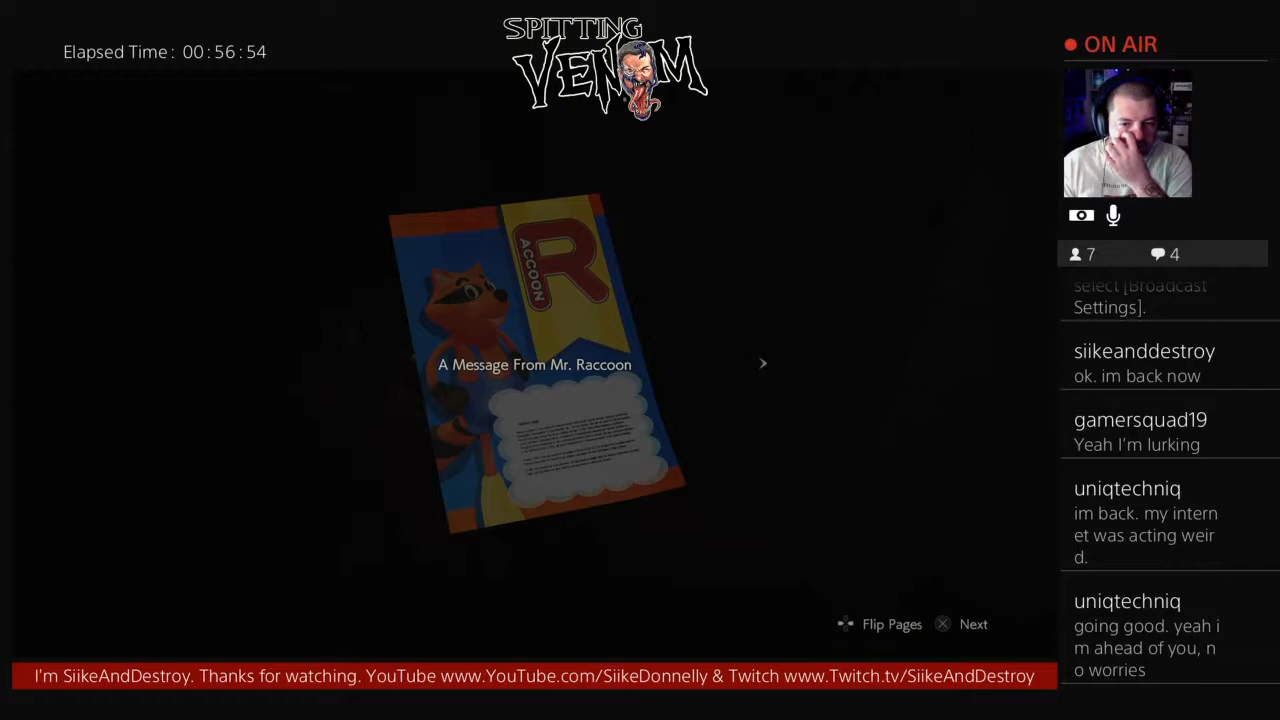 SPITTING
VENOM
Elapsed Time: 00:56:54
ON AIR
7
4
select [Broadcast
Settings].
siikeanddestroy
ok. im back now
gamersquad19
Yeah I'm lurking
uniqtechniq
im back. my intern
et was acting weir
d.
uniqtechniq
going good. yeah i
m ahead of you, n
o worries
RACCOON
A Message From Mr. Raccoon
Flip Pages
Next
I'm SiikeAndDestroy. Thanks for watching. YouTube www.YouTube.com/SiikeDonnelly & Twitch www.Twitch.tv/SiikeAndDestroy